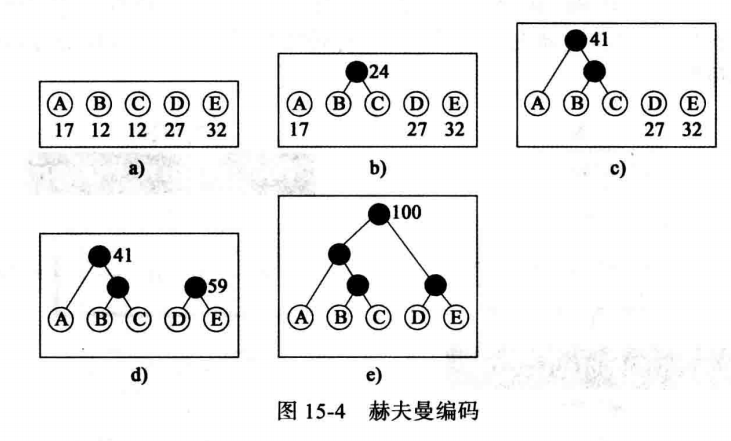 A B C D E
17 12 12 27 32
a)
24
A B C D E
17 27 32
b)
41
A B C D E
27 32
c)
41
59
A B C D E
d)
100
A B C D E
e)
图 15-4 赫夫曼编码